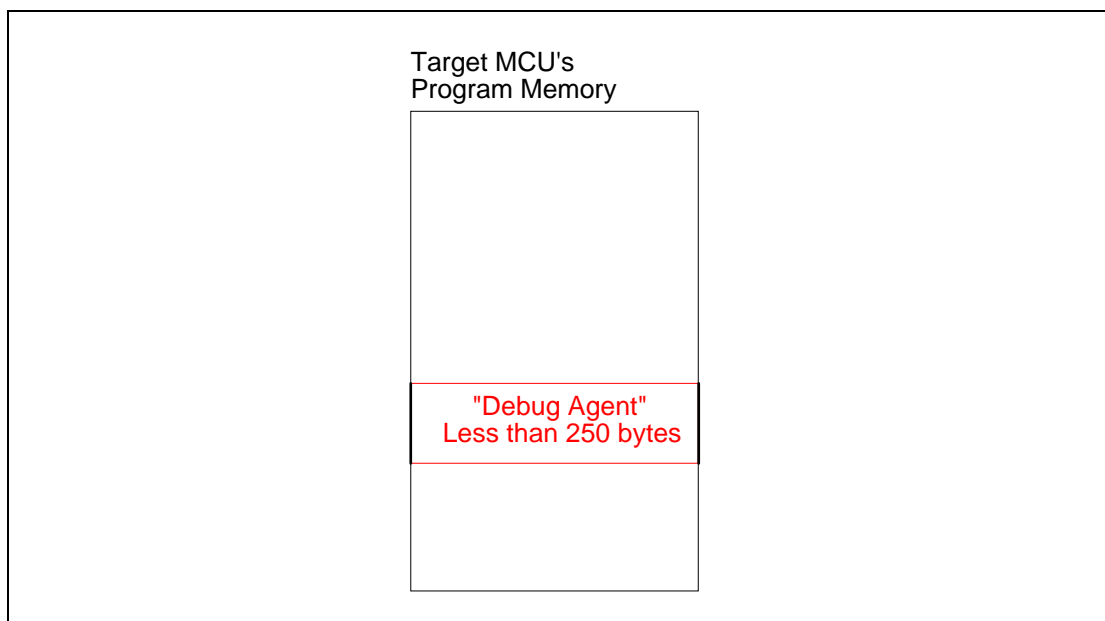 Target MCU's
Program Memory
"Debug Agent"
Less than 250 bytes